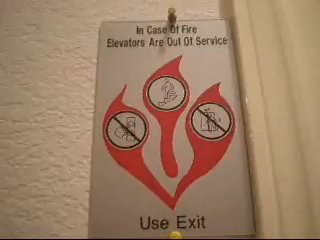 In Case Of Fire
Elevators Are Out Of Service
Use Exit